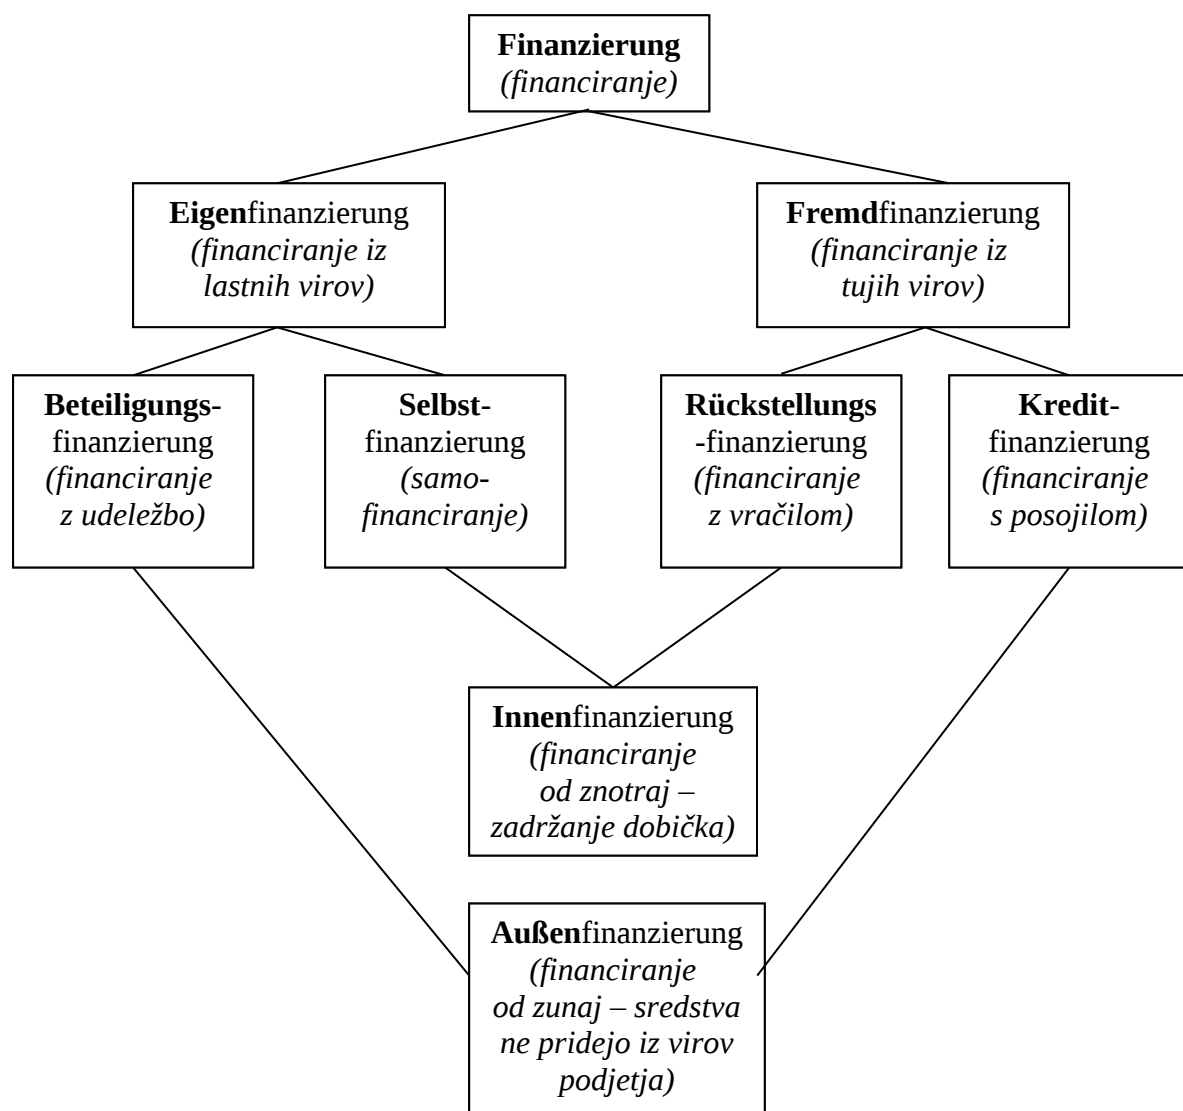 Finanzierung
(financiranje)
Eigenfinanzierung
(financiranje iz
lastnih virov)
Fremdfinanzierung
(financiranje iz
tujih virov)
Beteiligungs-
finanzierung
(financiranje
z udeležbo)
Selbst-
finanzierung
(samo-
financiranje)
Rückstellungs
-finanzierung
(financiranje
z vračilom)
Kredit-
finanzierung
(financiranje
s posojilom)
Innenfinanzierung
(financiranje
od znotraj –
zadržanje dobička)
Außenfinanzierung
(financiranje
od zunaj – sredstva
ne pridejo iz virov
podjetja)